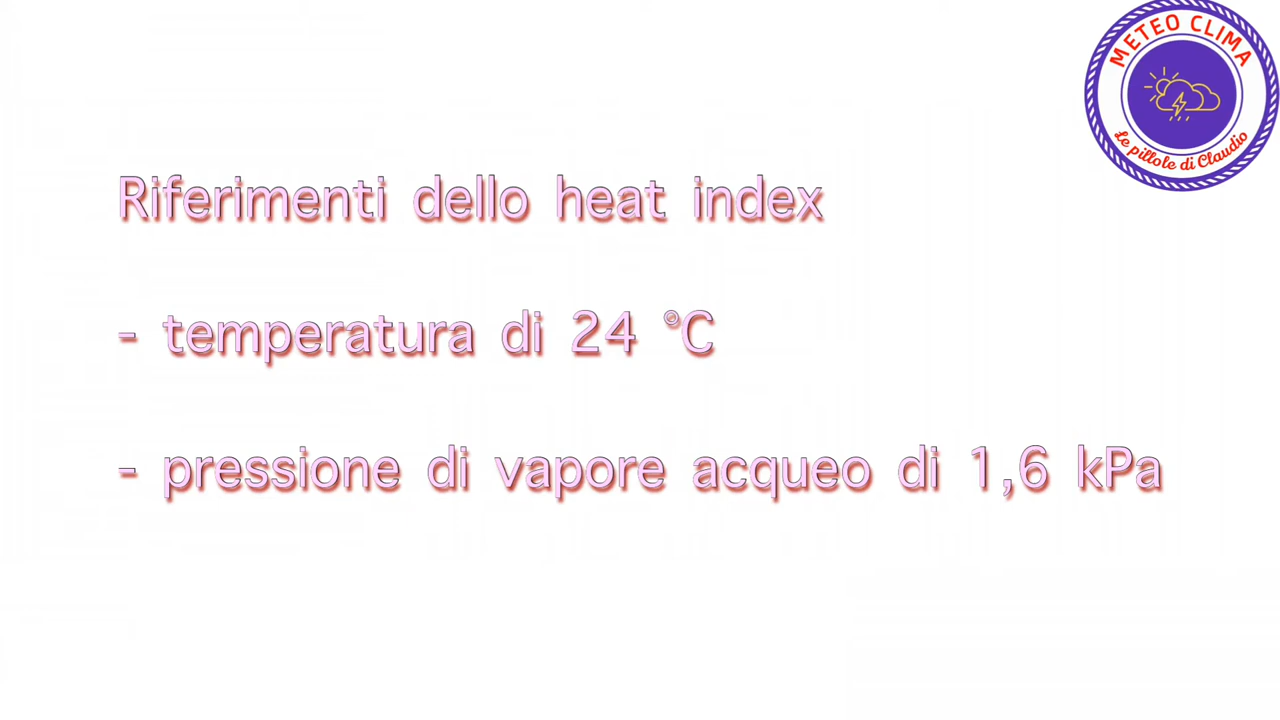 METEO CLIMA
Le pillole di Claudio
Riferimenti dello heat index
- temperatura di 24 °C
- pressione di vapore acqueo di 1,6 kPa